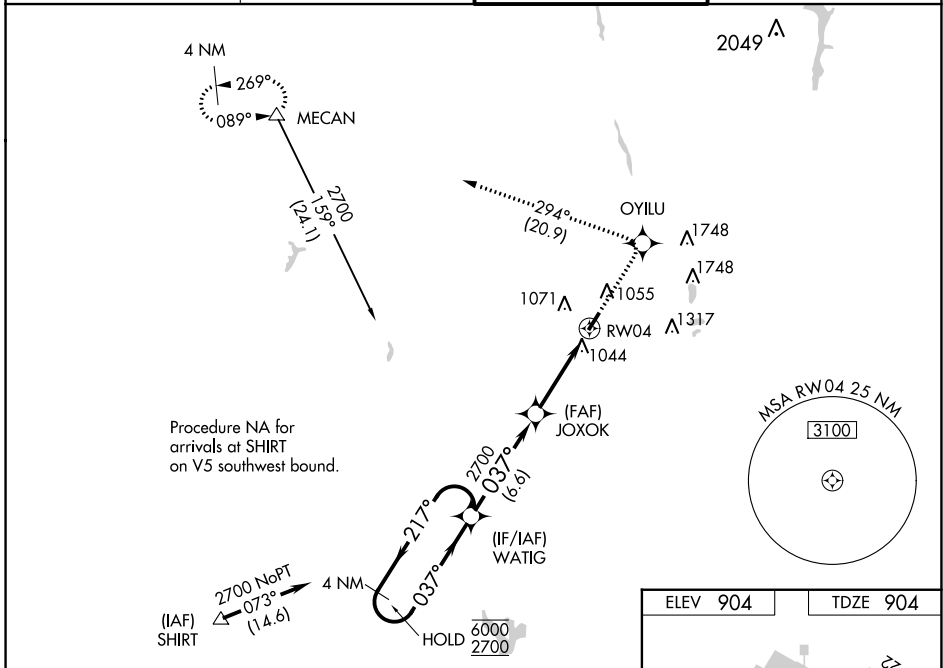 2049
4 NM
269°
089°
MECAN
2700
159°
(24.1)
294°
(20.9)
OYILU
1748
1748
1071
1055
RW04
1317
1044
MSA RW04 25 NM
3100
(FAF)
JOXOK
Procedure NA for
arrivals at SHIRT
on V5 southwest bound.
2700
037°
(6.6)
217°
(IF/IAF)
WATIG
037°
4 NM
2700 NoPT
073°
(14.6)
(IAF)
SHIRT
HOLD 6000
2700
ELEV 904
TDZE 904
22